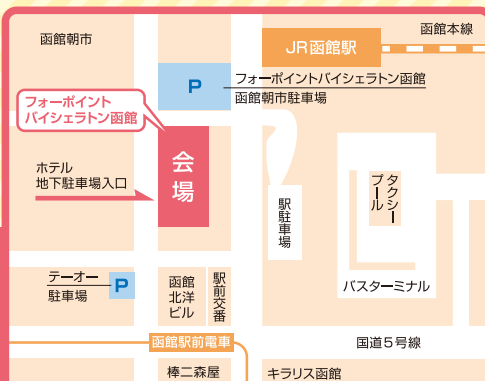 函館朝市
JR函館駅
函館本線
P
フォーポイントバイシェラトン函館
函館朝市駐車場
フォーポイント
バイシェラトン函館
会場
ホテル
地下駐車場入口
駅駐車場
タクシー
プール
バスターミナル
テーオー
駐車場
P
函館
北洋
ビル
駅前交番
函館駅前電車
国道5号線
棒二森屋
キラリス函館